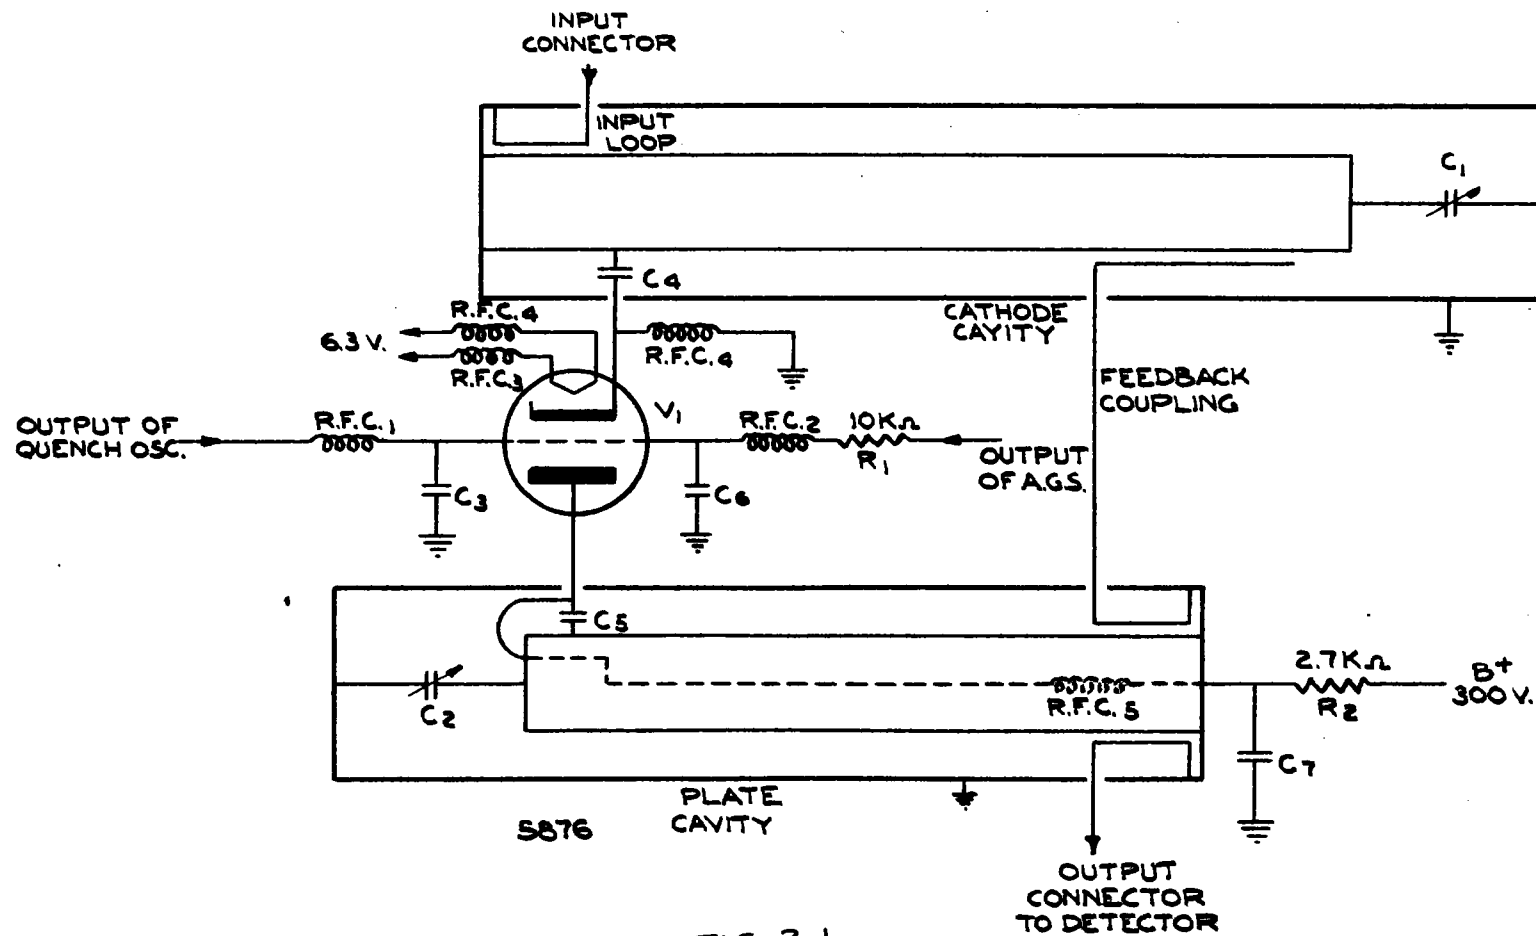 INPUT
CONNECTOR
INPUT
LOOP
C1
C4
CATHODE
CAVITY
R.F.C.4
6.3 V.
R.F.C3
R.F.C.4
FEEDBACK
COUPLING
V1
OUTPUT OF
QUENCH OSC.
R.F.C.1
R.F.C.2
10KΩ
R1
OUTPUT
OF A.G.S.
C3
C6
C5
C2
R.F.C.5
2.7KΩ
R2
B+
300V.
C7
PLATE
CAVITY
5876
OUTPUT
CONNECTOR
TO DETECTOR